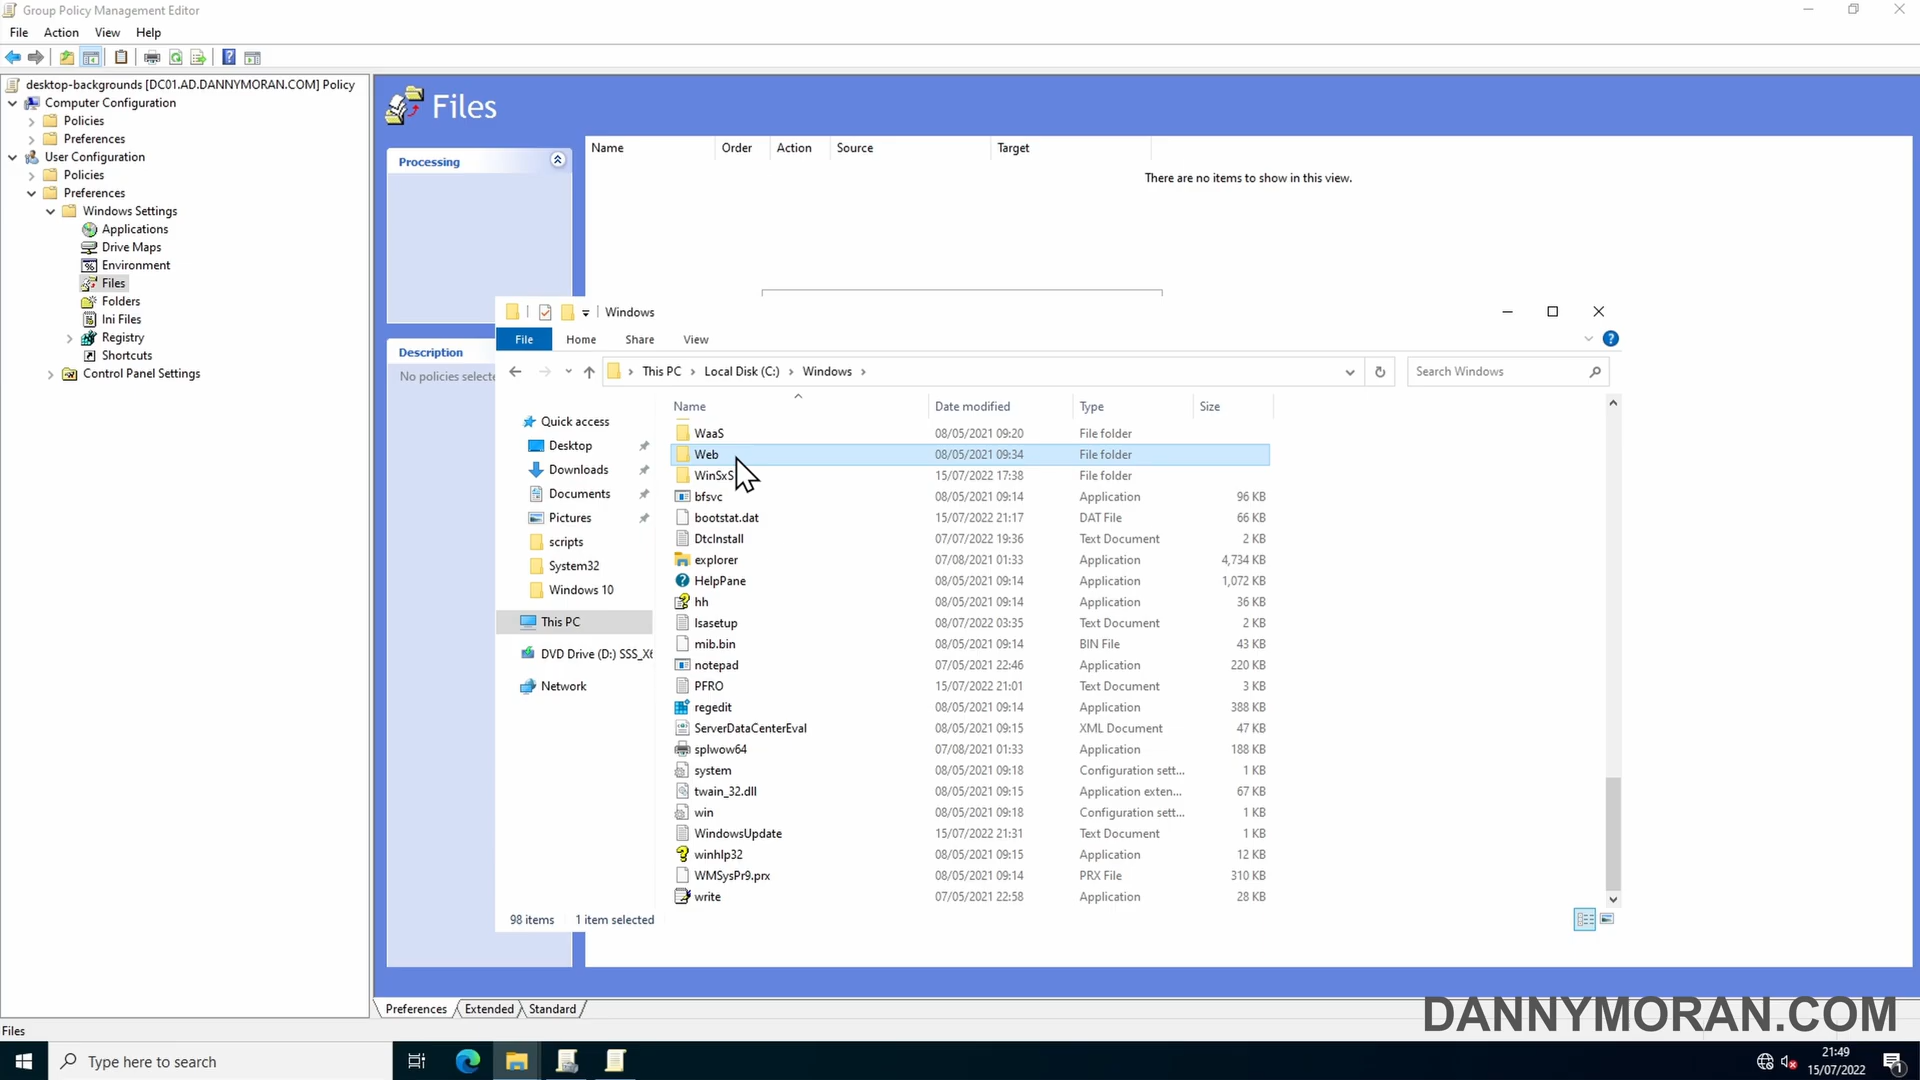 Group Policy Management Editor
File Action View Help
desktop-backgrounds [DC01.AD.DANNYMORAN.COM] Policy
Computer Configuration
Policies
Preferences
User Configuration
Policies
Preferences
Windows Settings
Applications
Drive Maps
Environment
Files
Folders
Ini Files
Registry
Shortcuts
Control Panel Settings
Files
Processing
Description
No policies selecte
Name Order Action Source Target
There are no items to show in this view.
Windows
File Home Share View
This PC Local Disk (C:) Windows
Search Windows
Quick access
Desktop
Downloads
Documents
Pictures
scripts
System32
Windows 10
This PC
DVD Drive (D:) SSS_X6
Network
Name Date modified Type Size
WaaS 08/05/2021 09:20 File folder
Web 08/05/2021 09:34 File folder
WinSxS 15/07/2022 17:38 File folder
bfsvc 08/05/2021 09:14 Application 96 KB
bootstat.dat 15/07/2022 21:17 DAT File 66 KB
DtcInstall 07/07/2022 19:36 Text Document 2 KB
explorer 07/08/2021 01:33 Application 4,734 KB
HelpPane 08/05/2021 09:14 Application 1,072 KB
hh 08/05/2021 09:14 Application 36 KB
lsasetup 08/07/2022 03:35 Text Document 2 KB
mib.bin 08/05/2021 09:14 BIN File 43 KB
notepad 07/05/2021 22:46 Application 220 KB
PFRO 15/07/2022 21:01 Text Document 3 KB
regedit 08/05/2021 09:14 Application 388 KB
ServerDataCenterEval 08/05/2021 09:15 XML Document 47 KB
splwow64 07/08/2021 01:33 Application 188 KB
system 08/05/2021 09:18 Configuration sett... 1 KB
twain_32.dll 08/05/2021 09:15 Application exten... 67 KB
win 08/05/2021 09:18 Configuration sett... 1 KB
WindowsUpdate 15/07/2022 21:31 Text Document 1 KB
winhlp32 08/05/2021 09:15 Application 12 KB
WMSysPr9.prx 08/05/2021 09:14 PRX File 310 KB
write 07/05/2021 22:58 Application 28 KB
98 items 1 item selected
Preferences Extended Standard
DANNYMORAN.COM
Files
Type here to search
21:49
15/07/2022
1